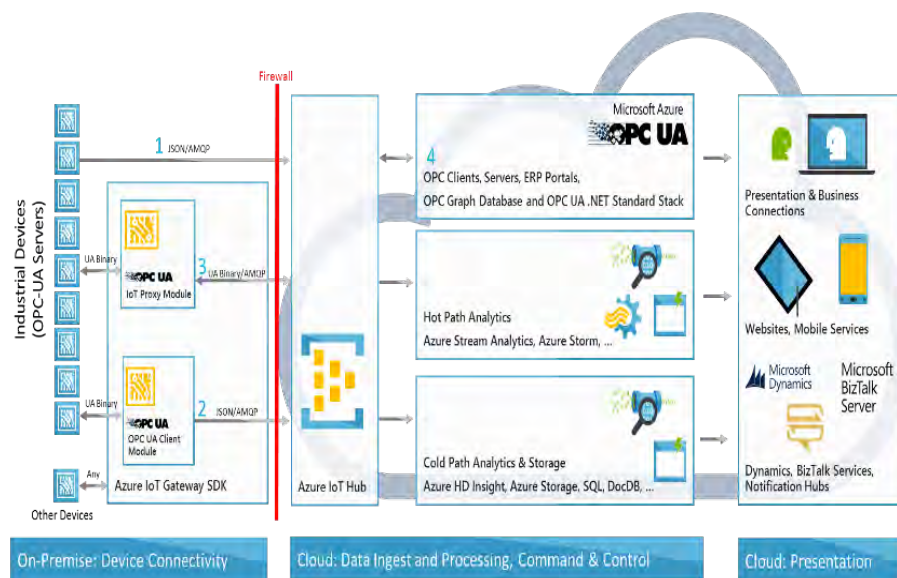 Firewall
Industrial Devices
(OPC-UA Servers)
1 JSON/AMQP
UA Binary
OPC UA
IoT Proxy Module
3 UA Binary/AMQP
UA Binary
OPC UA
OPC UA Client
Module
2 JSON/AMQP
Any
Other Devices
Azure IoT Gateway SDK
Azure IoT Hub
Microsoft Azure
OPC UA
4
OPC Clients, Servers, ERP Portals,
OPC Graph Database and OPC UA .NET Standard Stack
Hot Path Analytics
Azure Stream Analytics, Azure Storm, ...
Cold Path Analytics & Storage
Azure HD Insight, Azure Storage, SQL, DocDB, ...
Presentation & Business
Connections
Websites, Mobile Services
Microsoft
Dynamics
Microsoft
BizTalk
Server
Dynamics, BizTalk Services,
Notification Hubs
On-Premise: Device Connectivity
Cloud: Data Ingest and Processing, Command & Control
Cloud: Presentation